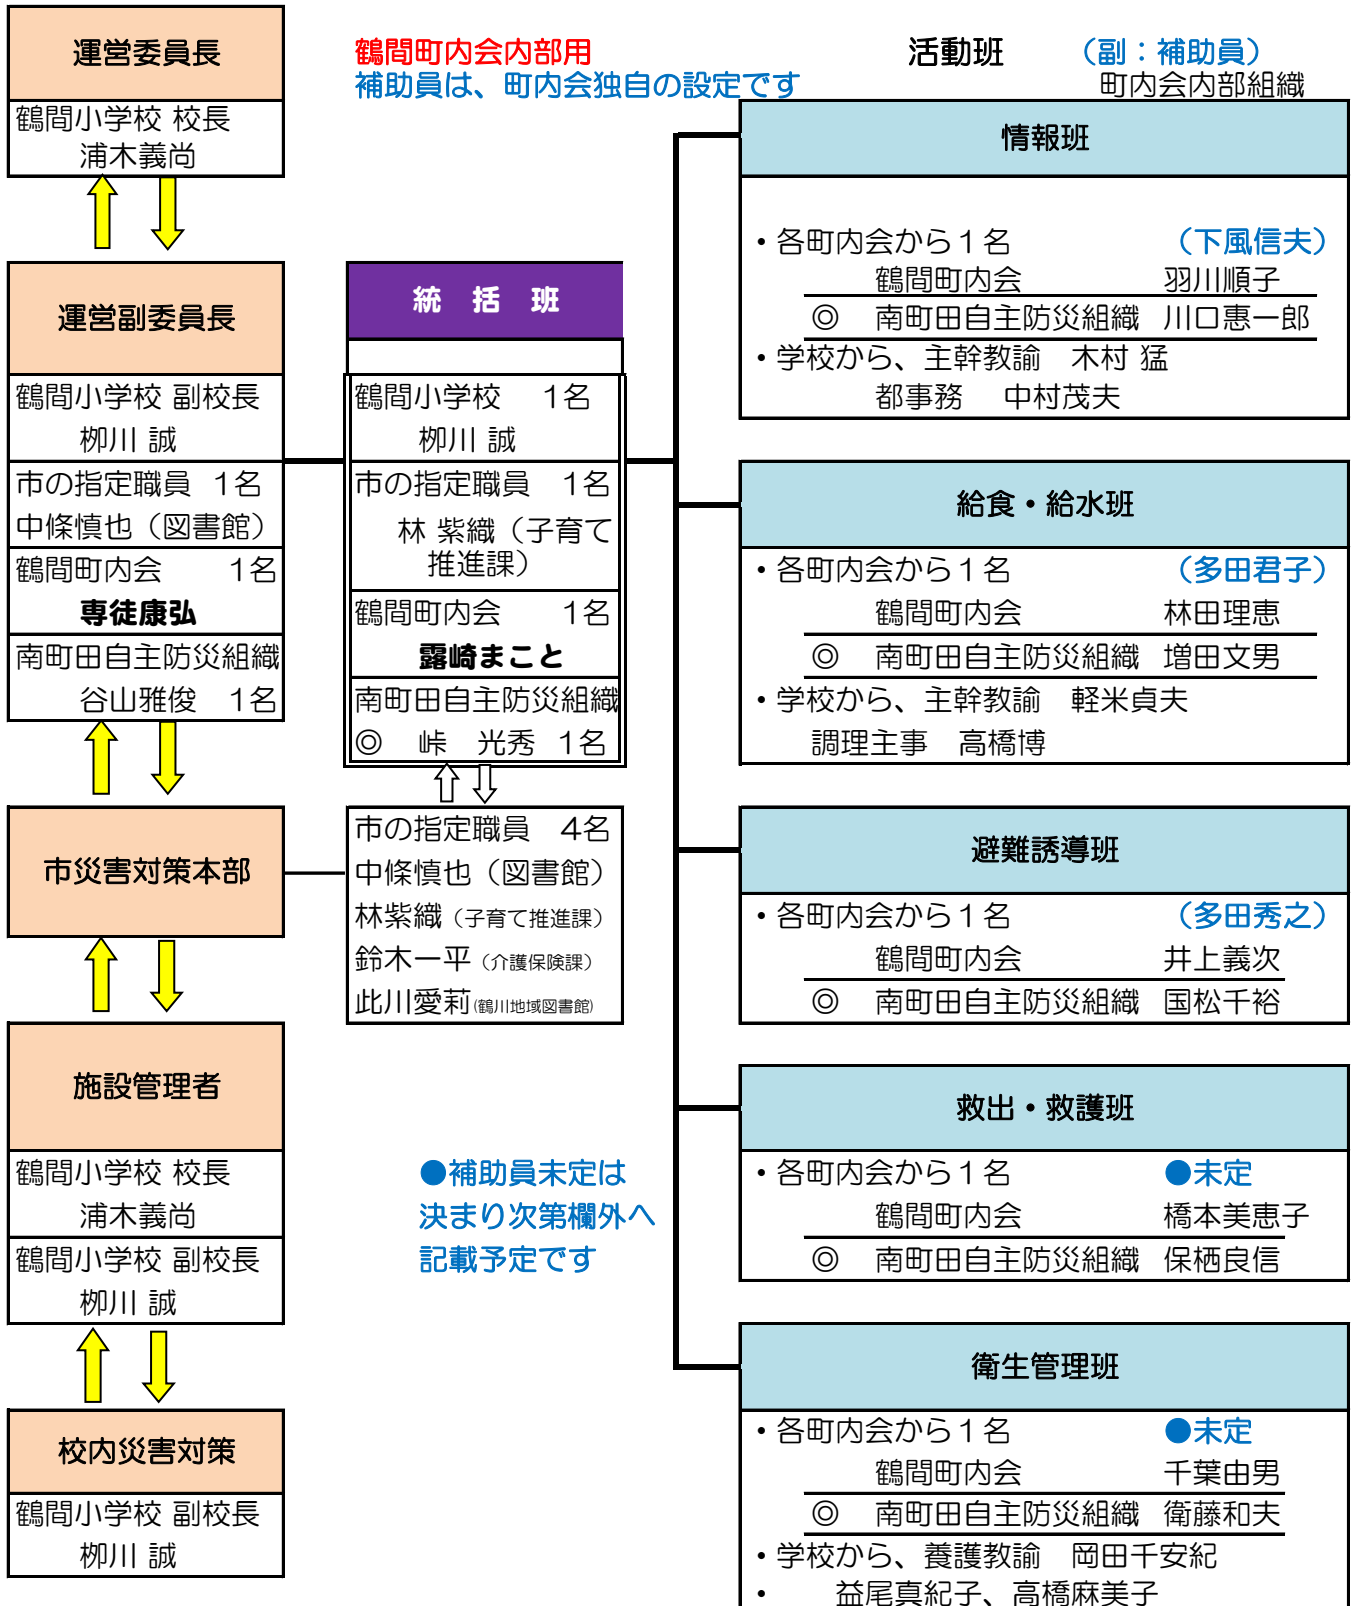 運営委員長
鶴間小学校 校長
浦木義尚
運営副委員長
鶴間小学校 副校長
栁川 誠
市の指定職員 1名
中條慎也（図書館）
鶴間町内会 1名
専徒康弘
南町田自主防災組織
谷山雅俊 1名
市災害対策本部
施設管理者
鶴間小学校 校長
浦木義尚
鶴間小学校 副校長
栁川 誠
校内災害対策
鶴間小学校 副校長
栁川 誠
鶴間町内会内部用
補助員は、町内会独自の設定です
統 括 班
鶴間小学校 1名
栁川 誠
市の指定職員 1名
林 紫織（子育て
推進課）
鶴間町内会 1名
露崎まこと
南町田自主防災組織
◎ 峠 光秀 1名
市の指定職員 4名
中條慎也（図書館）
林紫織（子育て推進課）
鈴木一平（介護保険課）
此川愛莉(鶴川地域図書館)
●補助員未定は
決まり次第欄外へ
記載予定です
活動班 （副：補助員）
町内会内部組織
情報班
・各町内会から１名 （下風信夫）
鶴間町内会 羽川順子
◎ 南町田自主防災組織 川口惠一郎
・学校から、主幹教諭 木村 猛
都事務 中村茂夫
給食・給水班
・各町内会から１名 （多田君子）
鶴間町内会 林田理恵
◎ 南町田自主防災組織 増田文男
・学校から、主幹教諭 軽米貞夫
調理主事 高橋博
避難誘導班
・各町内会から１名 （多田秀之）
鶴間町内会 井上義次
◎ 南町田自主防災組織 国松千裕
救出・救護班
・各町内会から１名 ●未定
鶴間町内会 橋本美恵子
◎ 南町田自主防災組織 保栖良信
衛生管理班
・各町内会から１名 ●未定
鶴間町内会 千葉由男
◎ 南町田自主防災組織 衛藤和夫
・学校から、養護教諭 岡田千安紀
・ 益尾真紀子、高橋麻美子